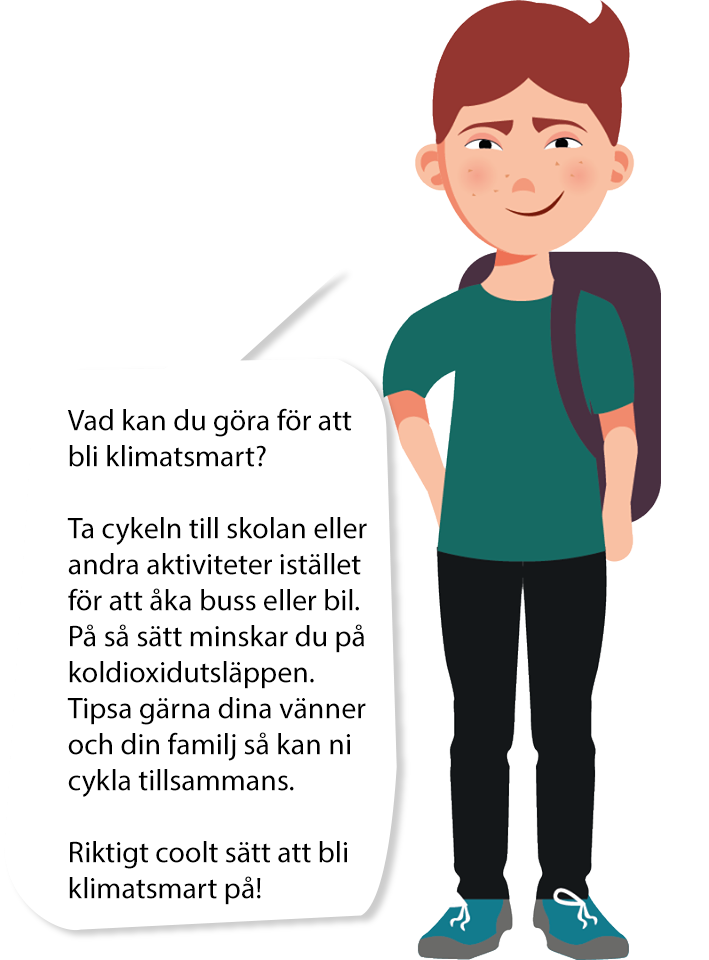 Vad kan du göra för att
bli klimatsmart?
Ta cykeln till skolan eller
andra aktiviteter istället
för att åka buss eller bil.
På så sätt minskar du på
koldioxidutsläppen.
Tipsa gärna dina vänner
och din familj så kan ni
cykla tillsammans.
Riktigt coolt sätt att bli
klimatsmart på!